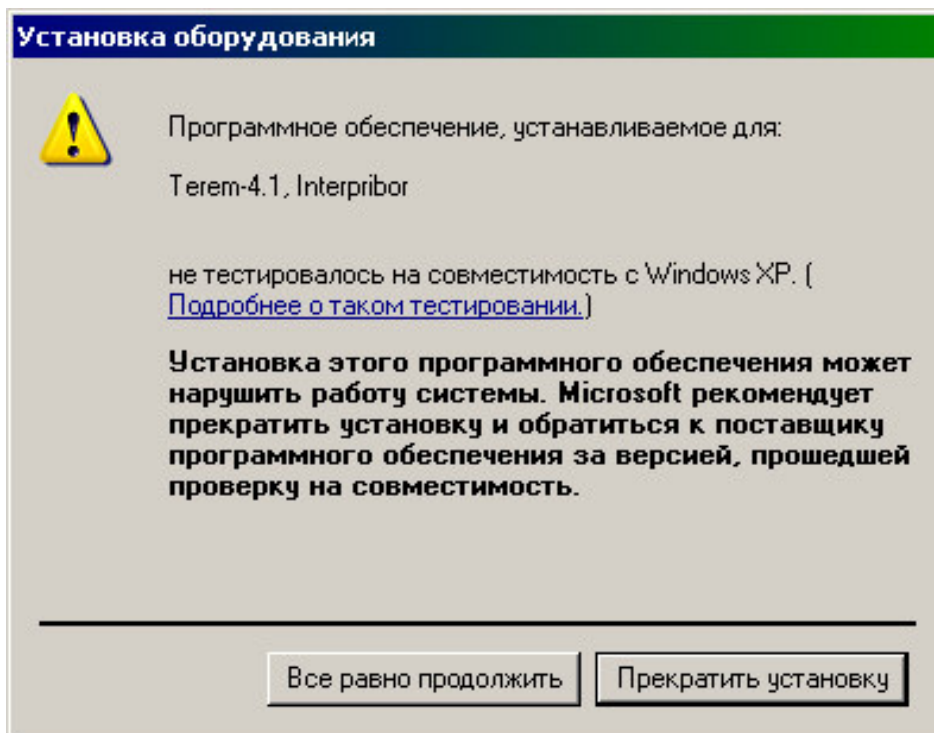 Установка оборудования
Программное обеспечение, устанавливаемое для:
Terem-4.1, Interpribor
не тестировалось на совместимость с Windows XP. (
Подробнее о таком тестировании.)
Установка этого программного обеспечения может
нарушить работу системы. Microsoft рекомендует
прекратить установку и обратиться к поставщику
программного обеспечения за версией, прошедшей
проверку на совместимость.
Все равно продолжить
Прекратить установку